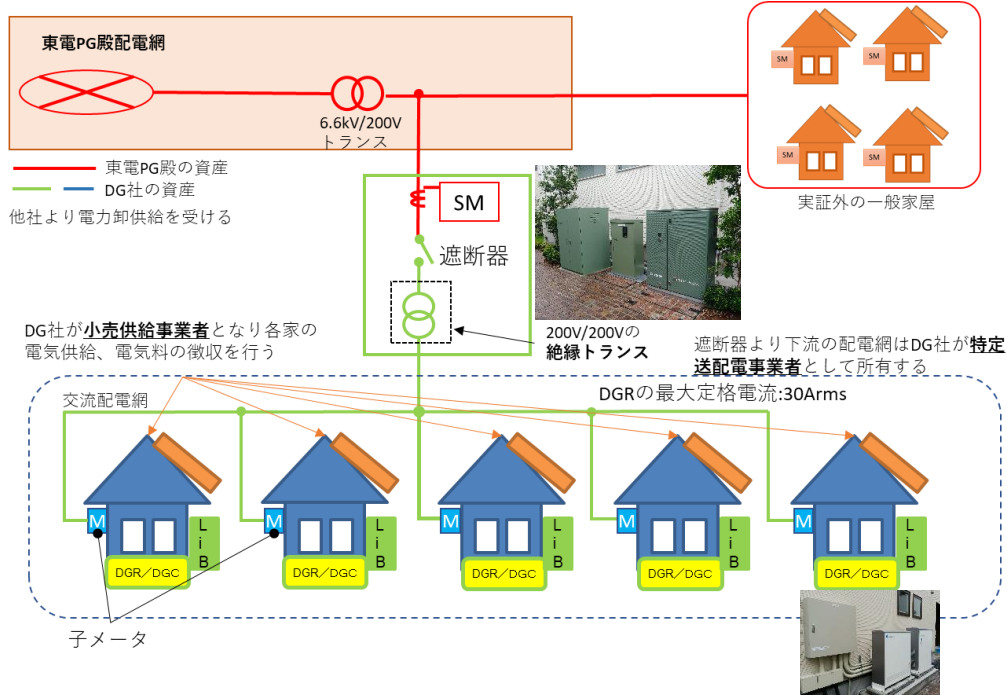 東電PG殿配電網
6.6kV/200V
トランス
SM
SM
SM
SM
実証外の一般家屋
東電PG殿の資産
DG社の資産
他社より電力卸供給を受ける
SM
遮断器
200V/200Vの
絶縁トランス
DG社が小売供給事業者となり各家の
電気供給、電気料の徴収を行う
遮断器より下流の配電網はDG社が特定
送配電事業者として所有する
DGRの最大定格電流:30Arms
交流配電網
M
LiB
DGR／DGC
M
LiB
DGR／DGC
M
LiB
DGR／DGC
M
LiB
DGR／DGC
M
LiB
DGR／DGC
子メータ